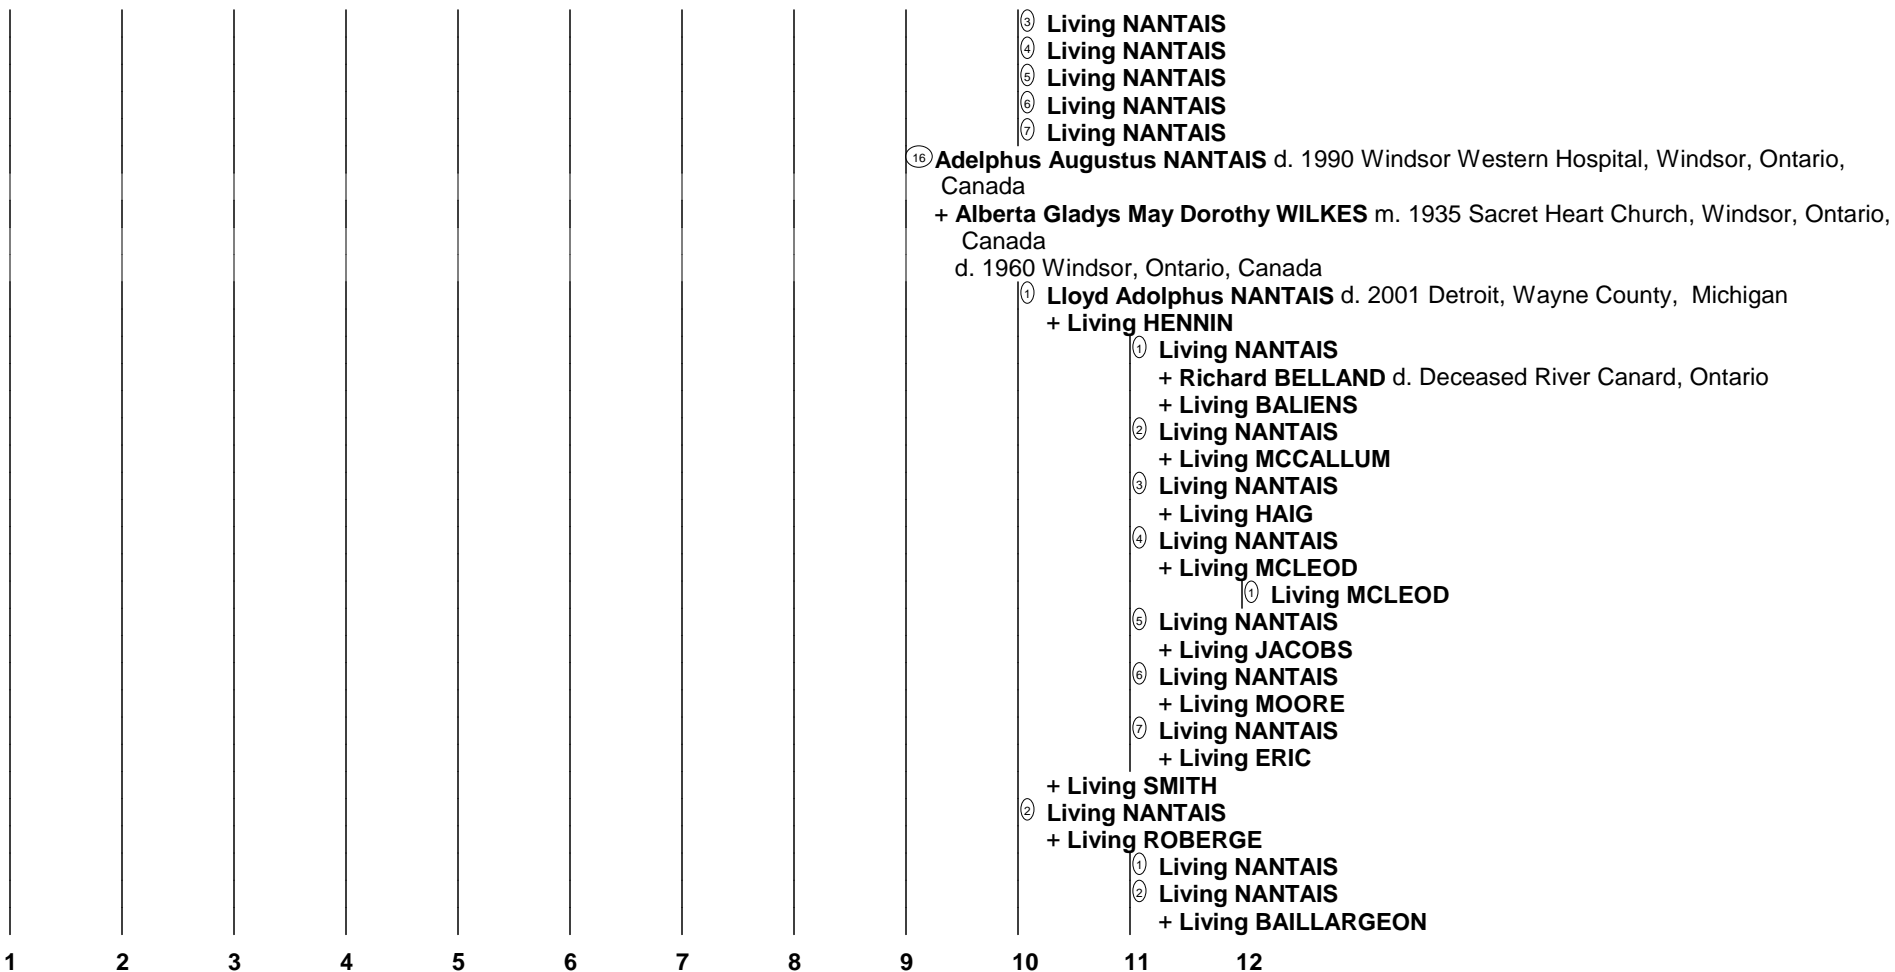 3 Living NANTAIS
4 Living NANTAIS
5 Living NANTAIS
6 Living NANTAIS
7 Living NANTAIS
16 Adelphus Augustus NANTAIS d. 1990 Windsor Western Hospital, Windsor, Ontario,
Canada
+ Alberta Gladys May Dorothy WILKES m. 1935 Sacret Heart Church, Windsor, Ontario,
Canada
d. 1960 Windsor, Ontario, Canada
1 Lloyd Adolphus NANTAIS d. 2001 Detroit, Wayne County, Michigan
+ Living HENNIN
1 Living NANTAIS
+ Richard BELLAND d. Deceased River Canard, Ontario
+ Living BALIENS
2 Living NANTAIS
+ Living MCCALLUM
3 Living NANTAIS
+ Living HAIG
4 Living NANTAIS
+ Living MCLEOD
1 Living MCLEOD
5 Living NANTAIS
+ Living JACOBS
6 Living NANTAIS
+ Living MOORE
7 Living NANTAIS
+ Living ERIC
+ Living SMITH
2 Living NANTAIS
+ Living ROBERGE
1 Living NANTAIS
2 Living NANTAIS
+ Living BAILLARGEON
1 2 3 4 5 6 7 8 9 10 11 12